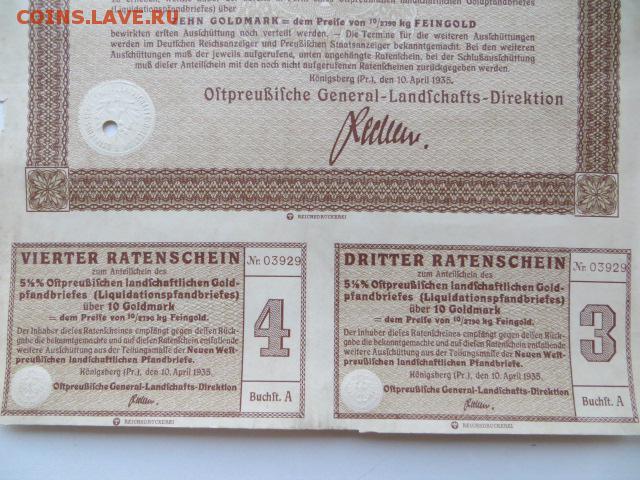 COINS.LAVE.RU
(Liquidationspfandbriefes) über
ZEHN GOLDMARK = dem Preise von 10/2790 kg FEINGOLD
bewirkten ersten Ausschüttung noch verteilt werden. — Die Termine für die weiteren Ausschüttungen
werden im Deutschen Reichsanzeiger und Preußischen Staatsanzeiger bekanntgemacht. Bei den weiteren
Ausschüttungen muß der jeweils aufgerufene, unten angehängte Ratenschein, bei der Schlußausschüttung
muß dieser Anteilschein mit den noch nicht aufgerufenen Ratenscheinen zurückgegeben werden.
Königsberg (Pr.), den 10. April 1935.
Ostpreußische General-Landschafts-Direktion
REICHSDRUCKEREI
VIERTER RATENSCHEIN
zum Anteilschein des
5½% Ostpreußischen landschaftlichen Gold-
pfandbriefes (Liquidationspfandbriefes)
über 10 Goldmark
= dem Preise von 10/2790 kg Feingold.
Der Inhaber dieses Ratenscheines empfängt gegen dessen Rück-
gabe die bekanntgemachte und auf diesen Schein entfallende
weitere Ausschüttung aus der Teilungsmasse der Neuen West-
preußischen landschaftlichen Pfandbriefe.
Königsberg (Pr.), den 10. April 1935.
Ostpreußische General-Landschafts-Direktion
Nr. 03929
4
Buchst. A
REICHSDRUCKEREI
DRITTER RATENSCHEIN
zum Anteilschein des
5½% Ostpreußischen landschaftlichen Gold-
pfandbriefes (Liquidationspfandbriefes)
über 10 Goldmark
= dem Preise von 10/2790 kg Feingold.
Der Inhaber dieses Ratenscheines empfängt gegen dessen Rück-
gabe die bekanntgemachte und auf diesen Schein entfallende
weitere Ausschüttung aus der Teilungsmasse der Neuen West-
preußischen landschaftlichen Pfandbriefe.
Königsberg (Pr.), den 10. April 1935.
Ostpreußische General-Landschafts-Direktion
Nr. 03929
3
Buchst. A
REICHSDRUCKEREI